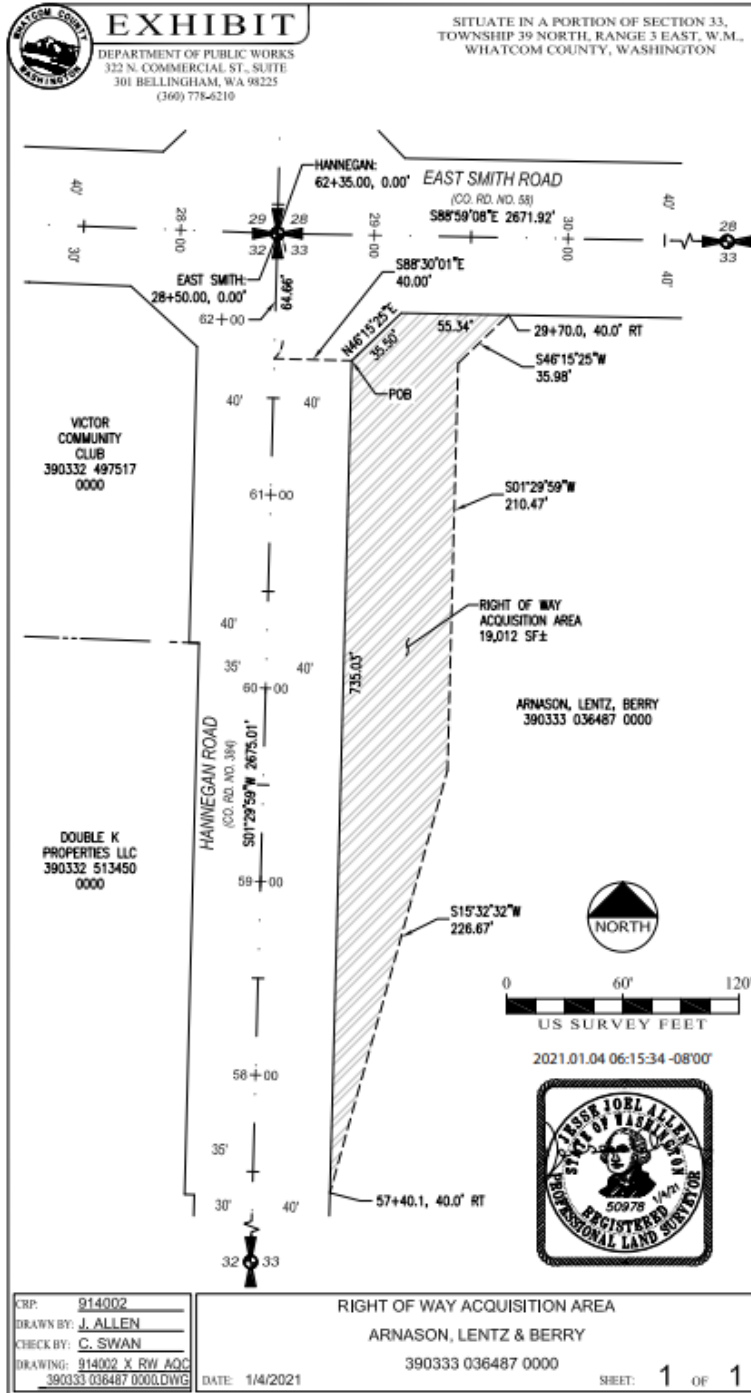 WHATCOM COUNTY
WASHINGTON
EXHIBIT
DEPARTMENT OF PUBLIC WORKS
322 N. COMMERCIAL ST., SUITE
301 BELLINGHAM, WA 98225
(360) 778-6210
SITUATE IN A PORTION OF SECTION 33,
TOWNSHIP 39 NORTH, RANGE 3 EAST, W.M.,
WHATCOM COUNTY, WASHINGTON
HANNEGAN:
62+35.00, 0.00'
EAST SMITH ROAD
(CO. RD. NO. 58)
S88°59'08"E 2671.92'
40'
30'
28+00
29 28
32 33
29+00
30+00
40'
40'
28
33
EAST SMITH:
28+50.00, 0.00'
64.66'
62+00
S88°30'01"E
40.00'
N46°15'25"E
35.50'
55.34'
29+70.0, 40.0' RT
S46°15'25"W
35.98'
POB
40'
40'
VICTOR
COMMUNITY
CLUB
390332 497517
0000
61+00
S01°29'59"W
210.47'
RIGHT OF WAY
ACQUISITION AREA
19,012 SF±
40'
35'
40'
60+00
735.03'
ARNASON, LENTZ, BERRY
390333 036487 0000
HANNEGAN ROAD
(CO. RD. NO. 384)
S01°29'59"W 2675.01'
DOUBLE K
PROPERTIES LLC
390332 513450
0000
59+00
S15°32'32"W
226.67'
NORTH
0 60' 120'
US SURVEY FEET
2021.01.04 06:15:34 -08'00'
58+00
JESSE JOEL ALLEN
STATE OF WASHINGTON
50978
1/4/21
REGISTERED
PROFESSIONAL LAND SURVEYOR
35'
30'
40'
57+40.1, 40.0' RT
32 33
CRP: 914002
DRAWN BY: J. ALLEN
CHECK BY: C. SWAN
DRAWING: 914002 X RW AQC
390333 036487 0000.DWG
RIGHT OF WAY ACQUISITION AREA
ARNASON, LENTZ & BERRY
390333 036487 0000
DATE: 1/4/2021
SHEET: 1 OF 1